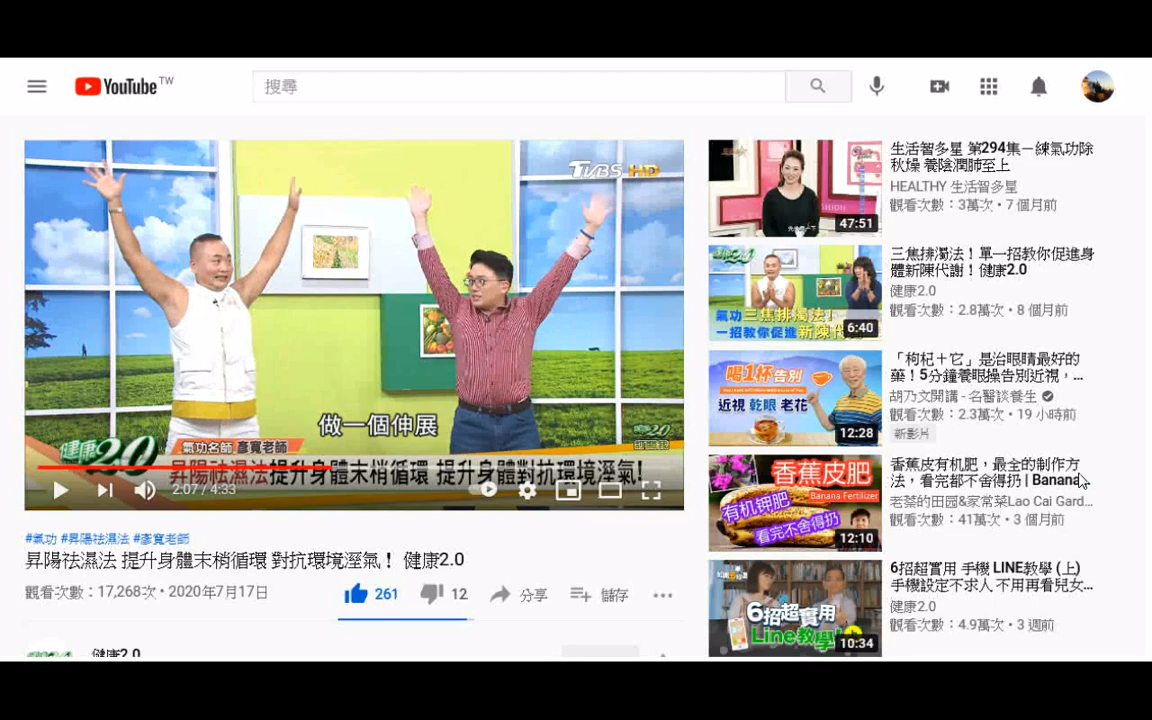 YouTube TW
搜尋
TVBS HD
做一個伸展
健康2.0
氣功名師 彥寬老師
昇陽祛濕法提升身體末梢循環 提升身體對抗環境溼氣!
2:07 / 4:33
#氣功 #昇陽祛濕法 #彥寬老師
昇陽祛濕法 提升身體末梢循環 對抗環境溼氣! 健康2.0
觀看次數:17,268次・2020年7月17日
261
12
分享
儲存
健康2.0
47:51
生活智多星 第294集－練氣功除
秋燥 養陰潤肺至上
HEALTHY 生活智多星
觀看次數:3萬次・7 個月前
健康2.0
氣功三焦排濁法!
一招教你促進新陳代
6:40
三焦排濁法!單一招教你促進身
體新陳代謝!健康2.0
健康2.0
觀看次數:2.8萬次・8 個月前
喝1杯告別
近視 乾眼 老花
12:28
「枸杞＋它」是治眼睛最好的
藥!5分鐘養眼操告別近視，...
胡乃文開講 - 名醫談養生
觀看次數:2.3萬次・19 小時前
新影片
香蕉皮肥
Banana Fertilizer
有机钾肥
看完不舍得扔
12:10
香蕉皮有机肥，最全的制作方
法，看完都不舍得扔 | Banana
老蔡的田园&家常菜Lao Cai Gard...
觀看次數:41萬次・3 個月前
6招超實用
Line教學
10:34
6招超實用 手機 LINE教學 (上)
手機設定不求人 不用再看兒女...
健康2.0
觀看次數:4.9萬次・3 週前